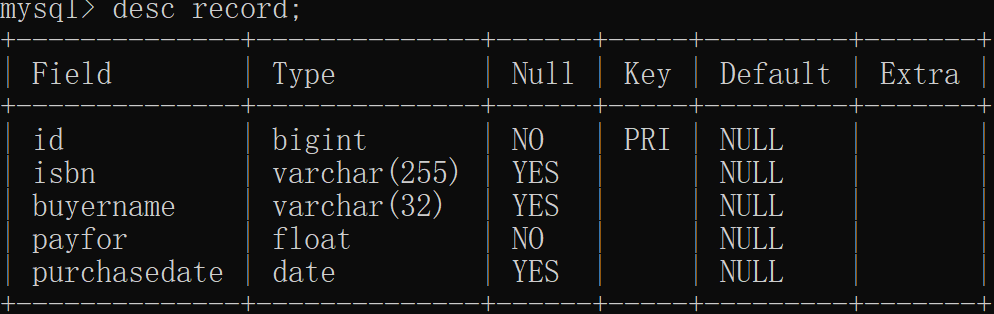 mysql> desc record;
+--------------+--------------+------+-----+---------+-------+
| Field        | Type         | Null | Key | Default | Extra |
+--------------+--------------+------+-----+---------+-------+
| id           | bigint       | NO   | PRI | NULL    |       |
| isbn         | varchar(255) | YES  |     | NULL    |       |
| buyername    | varchar(32)  | YES  |     | NULL    |       |
| payfor       | float        | NO   |     | NULL    |       |
| purchasedate | date         | YES  |     | NULL    |       |
+--------------+--------------+------+-----+---------+-------+